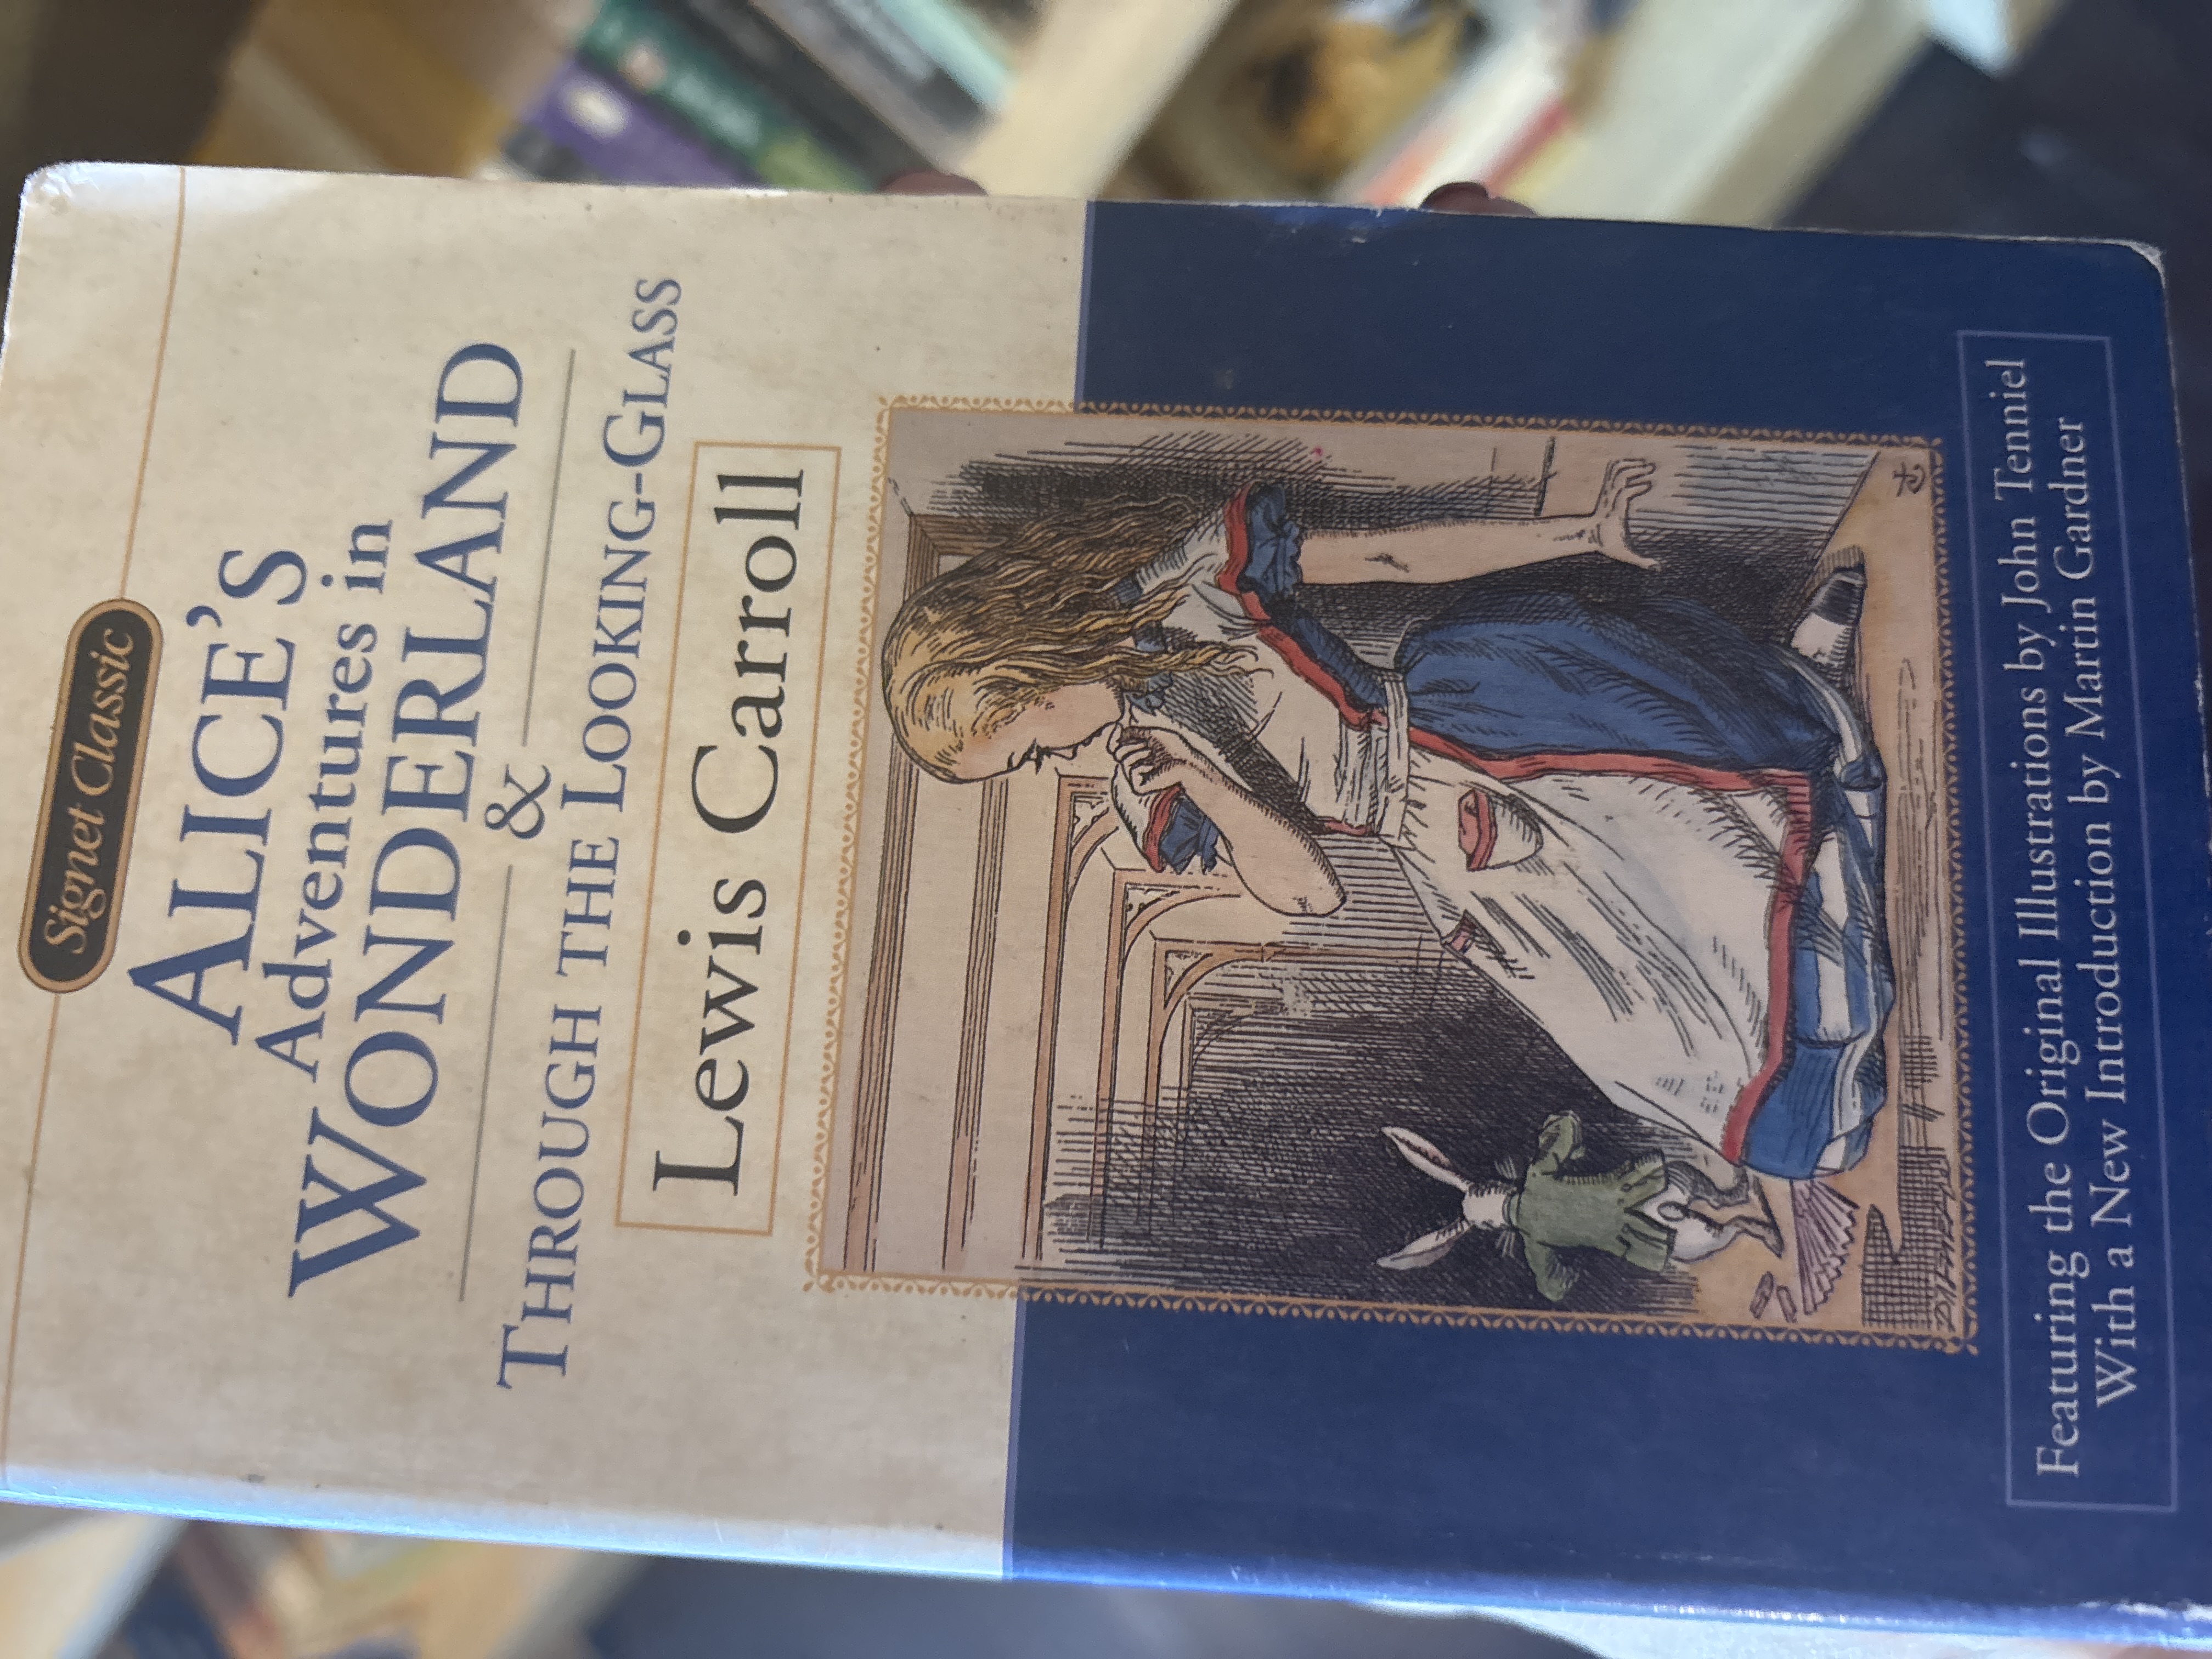 Signet Classic
ALICE'S
Adventures in
WONDERLAND
&
THROUGH THE LOOKING-GLASS
Lewis Carroll
Featuring the Original Illustrations by John Tenniel
With a New Introduction by Martin Gardner